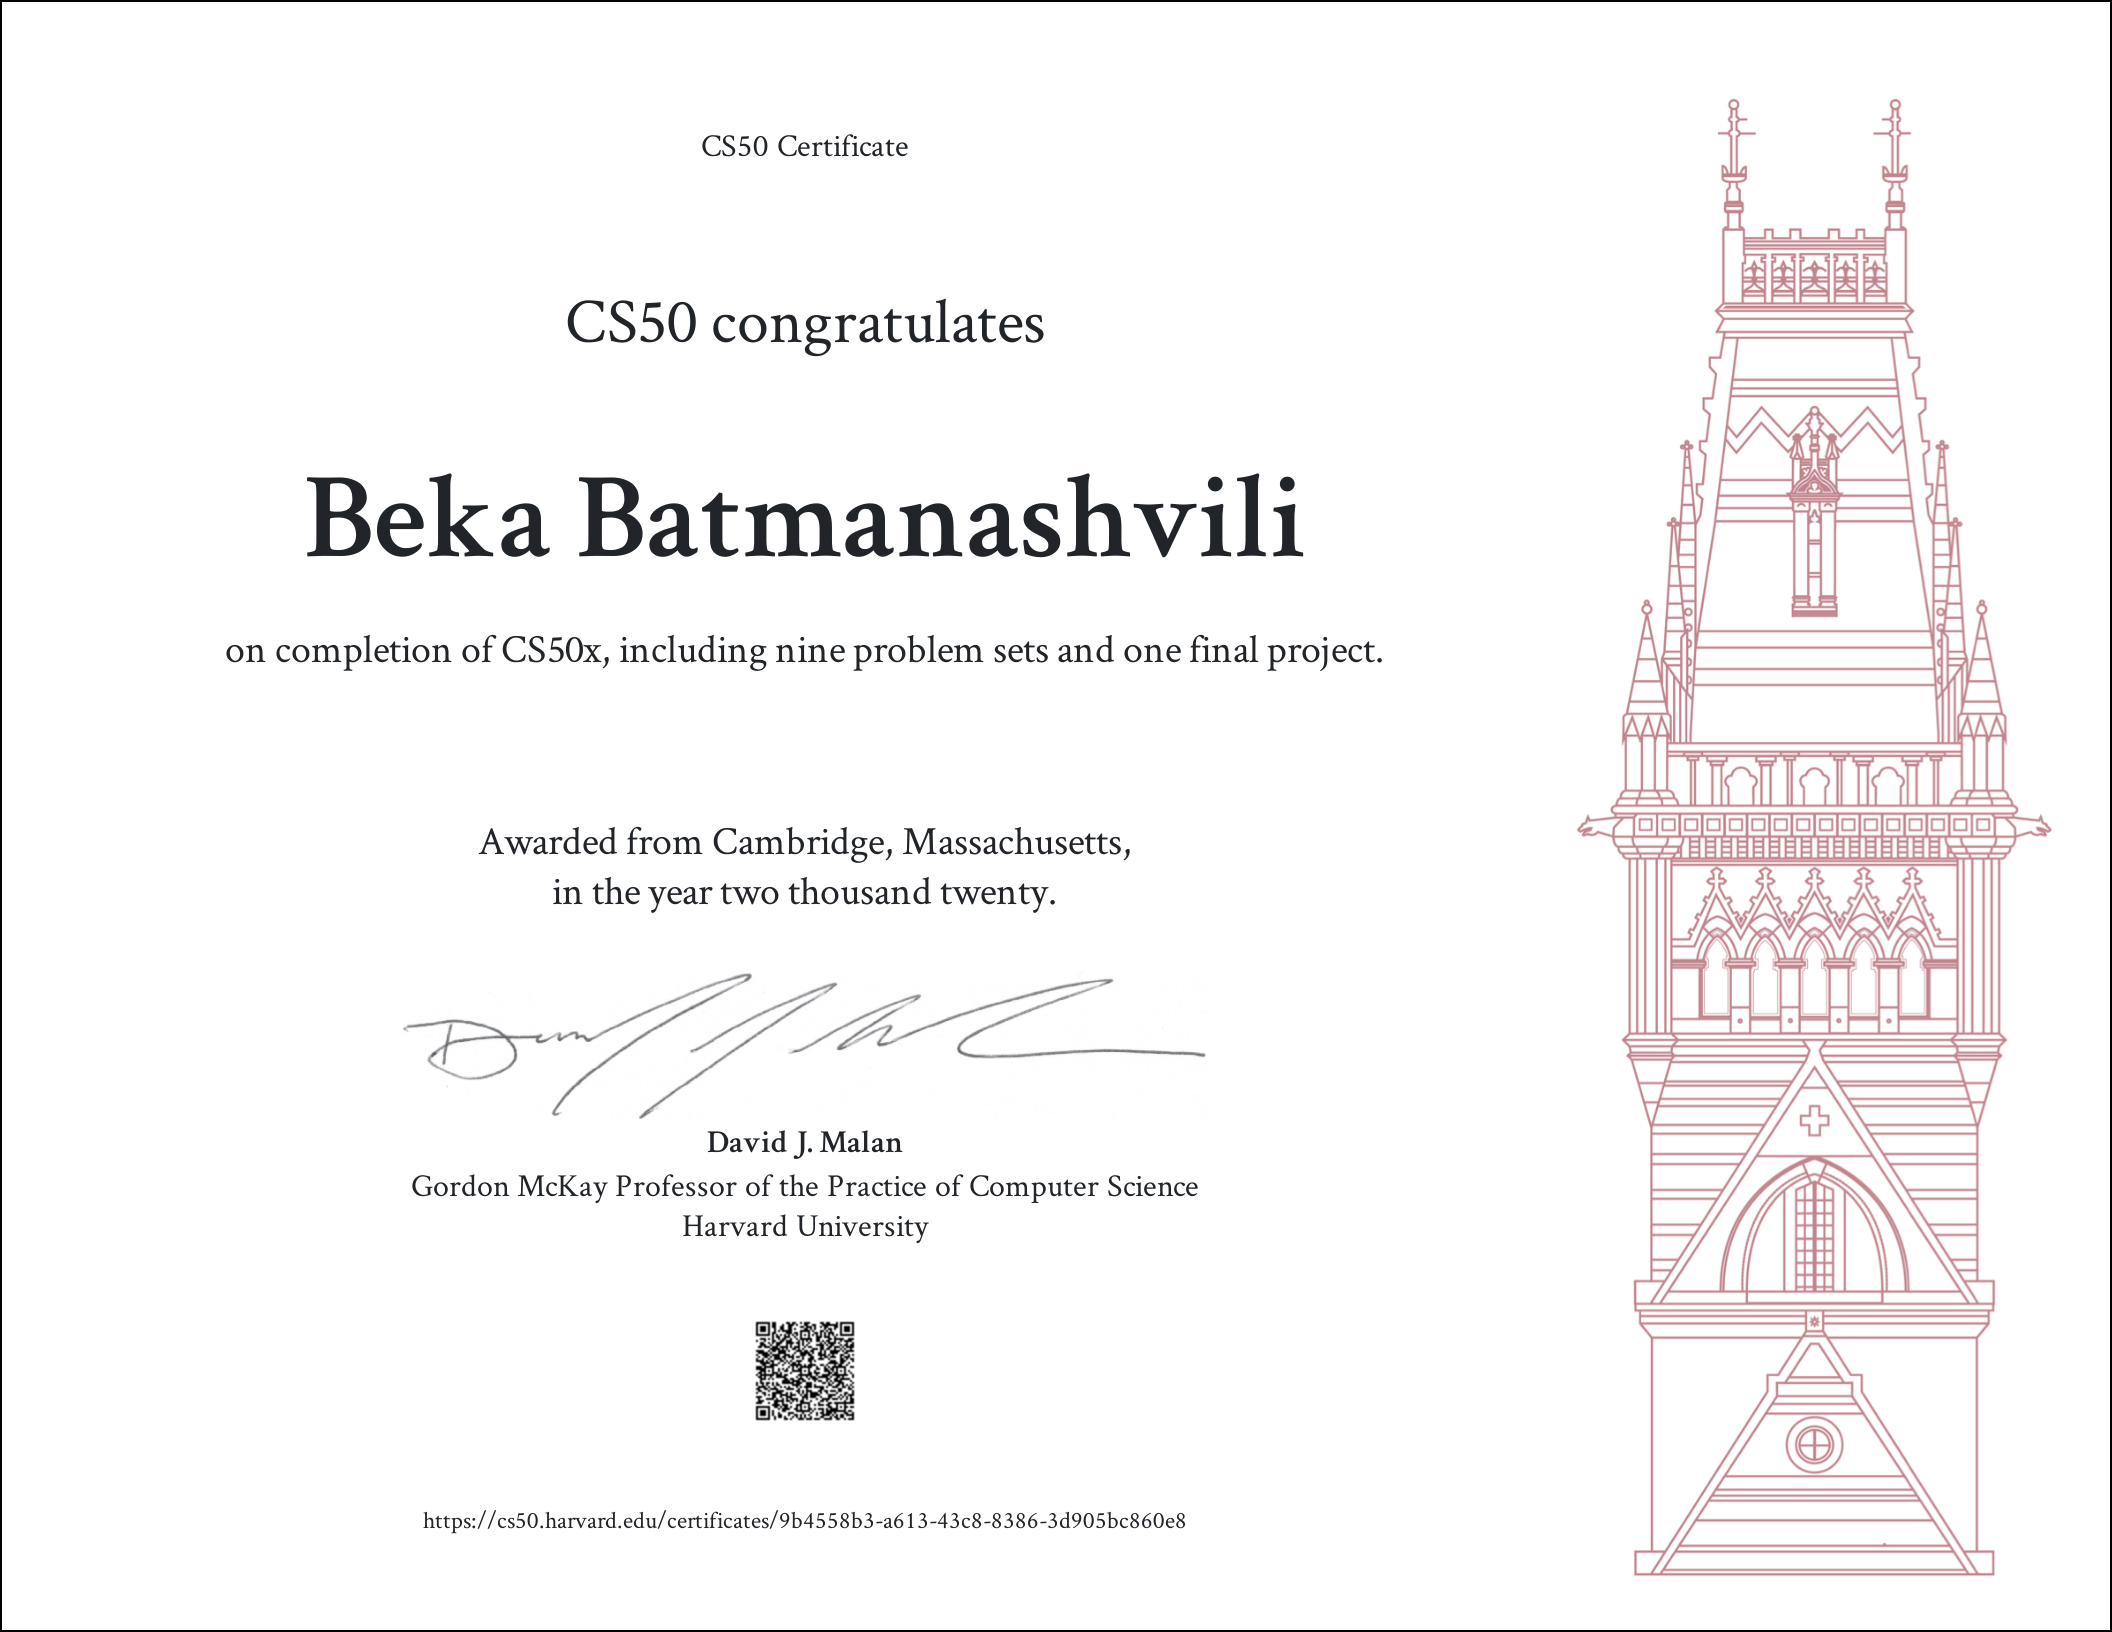 CS50 Certificate
CS50 congratulates
Beka Batmanashvili
on completion of CS50x, including nine problem sets and one final project.
Awarded from Cambridge, Massachusetts,
in the year two thousand twenty.
David J. Malan
Gordon McKay Professor of the Practice of Computer Science
Harvard University
https://cs50.harvard.edu/certificates/9b4558b3-a613-43c8-8386-3d905bc860e8